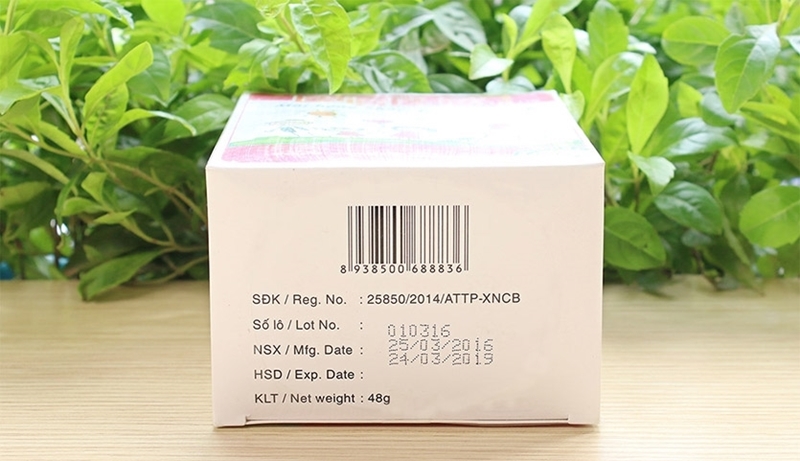 8 938500 688836
SĐK / Reg. No. : 25850/2014/ATTP-XNCB
Số lô / Lot No. : 010316
NSX / Mfg. Date : 25/03/2016
HSD / Exp. Date : 24/03/2019
KLT / Net weight : 48g